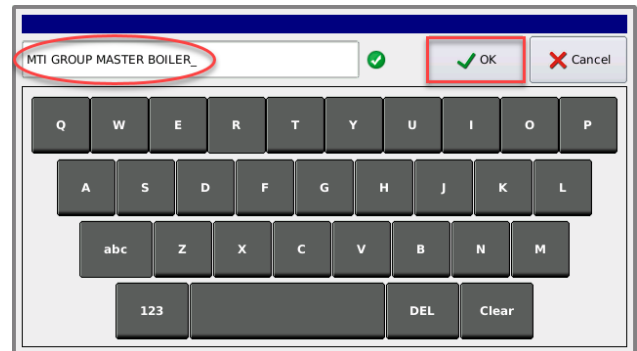 MTI GROUP MASTER BOILER_ OK Cancel
Q W E R T Y U I O P
A S D F G H J K L
abc Z X C V B N M
123 DEL Clear